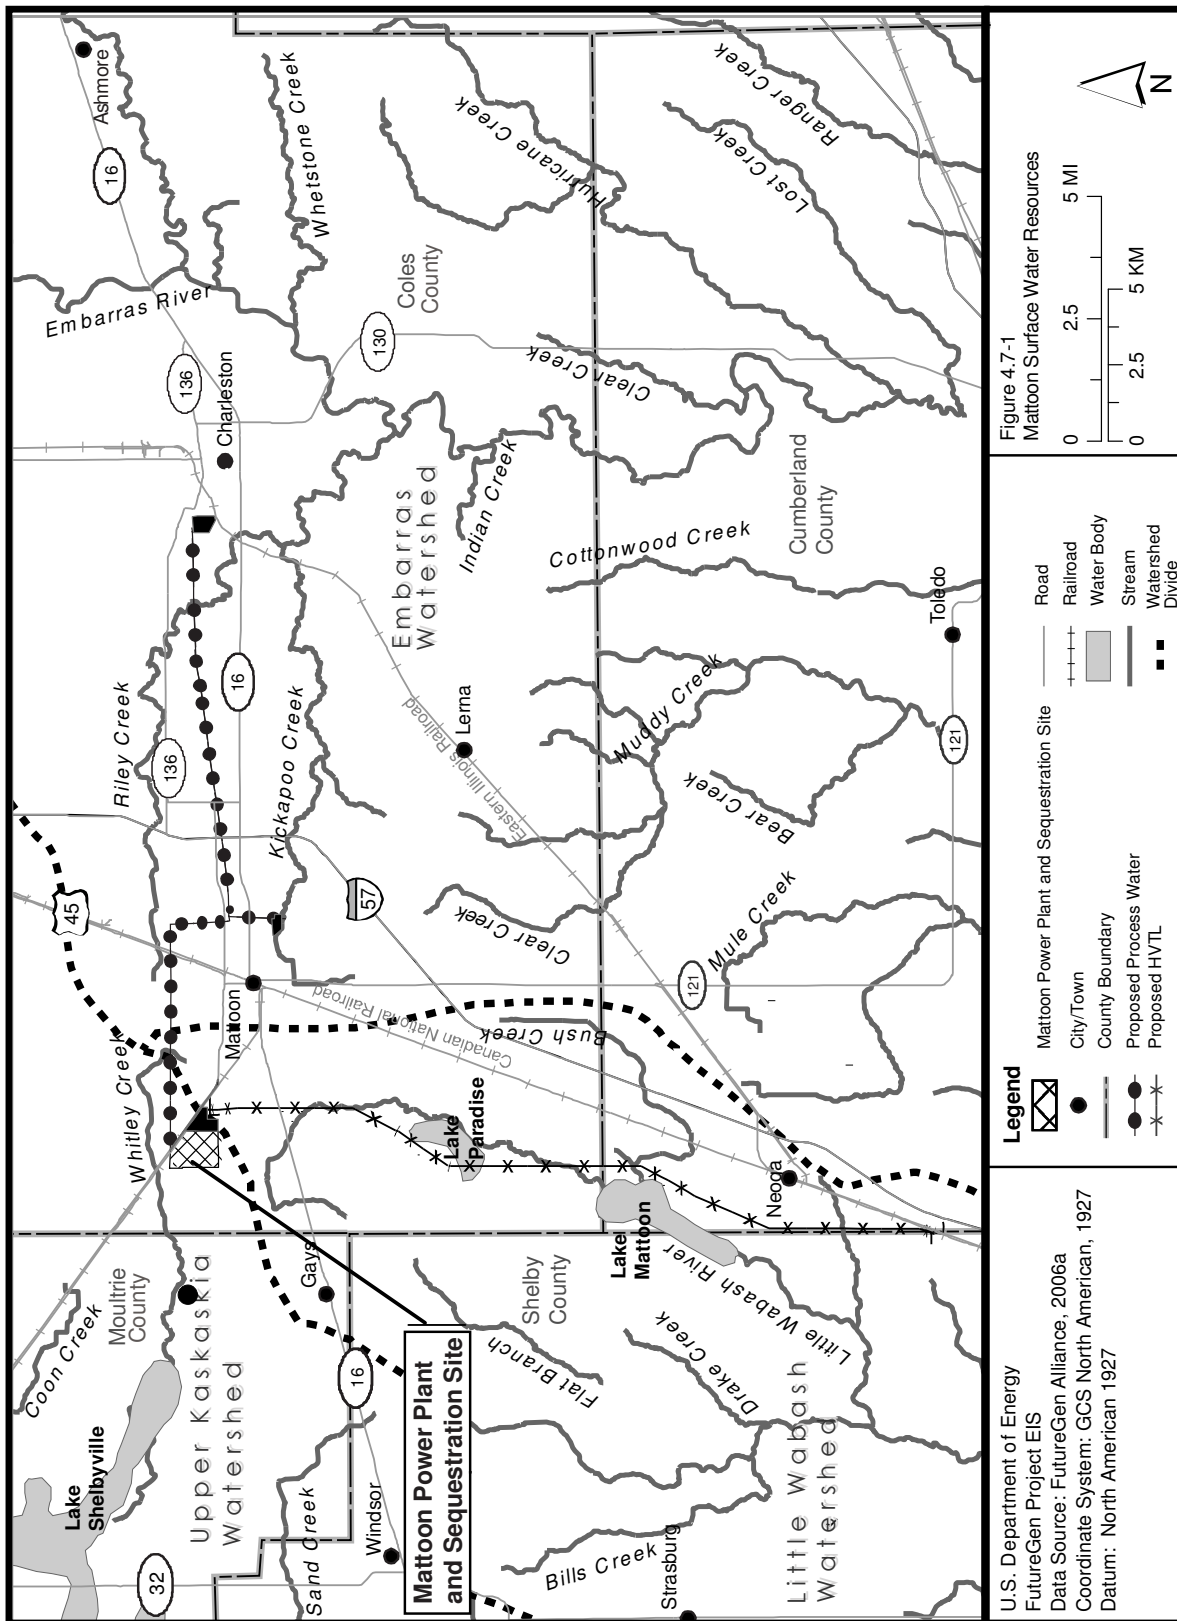 Lake
Shelbyville
Coon Creek
Moultrie
County
Upper Kaskaskia
Watershed
32
Sand Creek
Windsor
16
Gays
Whitley Creek
45
Mattoon
Riley Creek
136
16
Kickapoo Creek
57
136
Charleston
Embarras River
16
Ashmore
Whetstone Creek
130
Coles
County
Hurricane Creek
Mattoon Power Plant
and Sequestration Site
Flat Branch
Shelby
County
Lake
Paradise
Canadian National Railroad
Bush Creek
Clear Creek
Eastern Illinois Railroad
Lerna
Embarras
Watershed
Indian Creek
Clear Creek
Lost Creek
Ranger Creek
Bills Creek
Strasburg
Drake Creek
Little Wabash
Watershed
Little Wabash River
Lake
Mattoon
Neoga
121
Mule Creek
Bear Creek
Muddy Creek
Cottonwood Creek
Cumberland
County
Toledo
121
U.S. Department of Energy
FutureGen Project EIS
Data Source: FutureGen Alliance, 2006a
Coordinate System: GCS North American, 1927
Datum: North American 1927
Legend
Mattoon Power Plant and Sequestration Site
City/Town
County Boundary
Proposed Process Water
Proposed HVTL
Road
Railroad
Water Body
Stream
Watershed
Divide
Figure 4.7-1
Mattoon Surface Water Resources
0 2.5 5 MI
0 2.5 5 KM
N